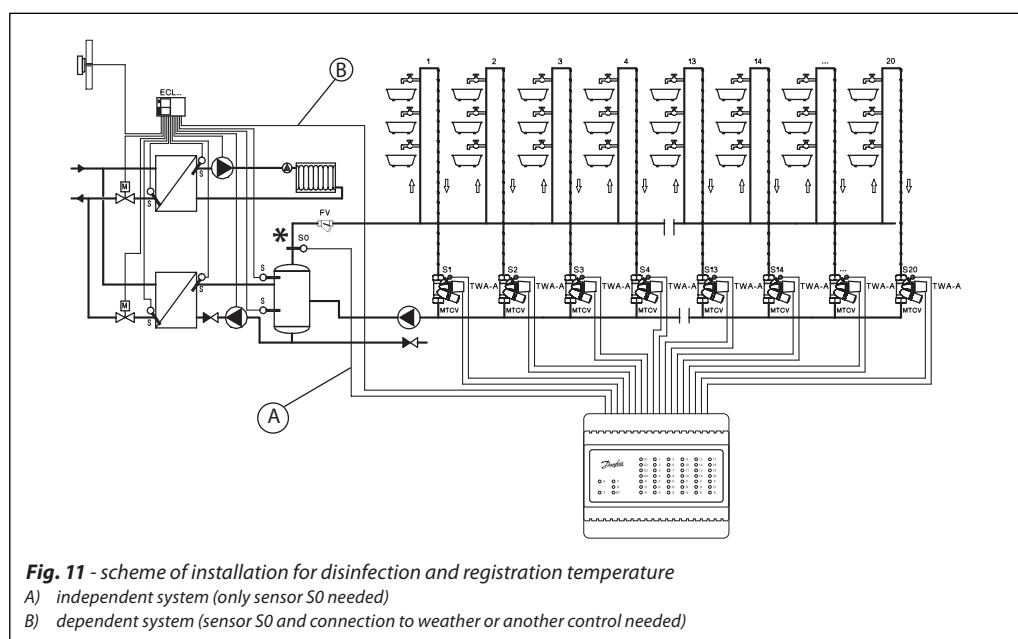 1 2 3 4 13 14 ... 20
B
ECL...
M
S
S
FV
S0
*
S
S
M
S
S1 S2 S3 S4 S13 S14 ... S20
TWA-A TWA-A TWA-A TWA-A TWA-A TWA-A TWA-A TWA-A
MTCV MTCV MTCV MTCV MTCV MTCV MTCV MTCV
A
Danfoss
Fig. 11 - scheme of installation for disinfection and registration temperature
A) independent system (only sensor S0 needed)
B) dependent system (sensor S0 and connection to weather or another control needed)